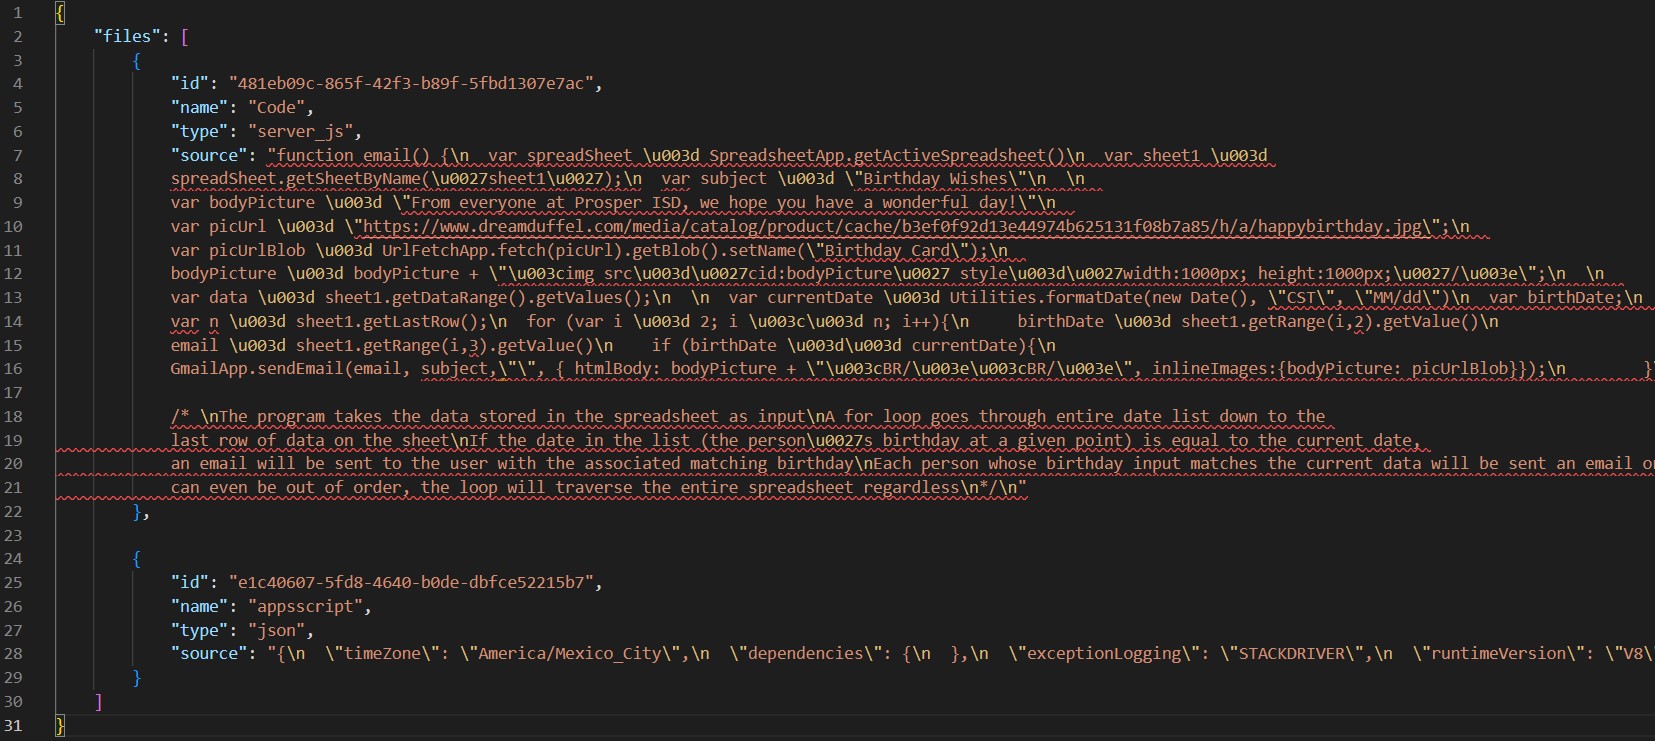 1 {
2 "files": [
3 {
4 "id": "481eb09c-865f-42f3-b89f-5fbd1307e7ac",
5 "name": "Code",
6 "type": "server_js",
7 "source": "function email() {\n  var spreadSheet \u003d SpreadsheetApp.getActiveSpreadsheet()\n  var sheet1 \u003d
8 spreadSheet.getSheetByName(\u0027sheet1\u0027);\n  var subject \u003d \"Birthday Wishes\"\n  \n
9 var bodyPicture \u003d \"From everyone at Prosper ISD, we hope you have a wonderful day!\"\n
10 var picUrl \u003d \"https://www.dreamduffel.com/media/catalog/product/cache/b3ef0f92d13e44974b625131f08b7a85/h/a/happybirthday.jpg\";\n
11 var picUrlBlob \u003d UrlFetchApp.fetch(picUrl).getBlob().setName(\"Birthday Card\");\n
12 bodyPicture \u003d bodyPicture + \"\u003cimg src\u003d\u0027cid:bodyPicture\u0027 style\u003d\u0027width:1000px; height:1000px;\u0027/\u003e\";\n  \n
13 var data \u003d sheet1.getDataRange().getValues();\n  \n  var currentDate \u003d Utilities.formatDate(new Date(), \"CST\", \"MM/dd\")\n  var birthDate;\n
14 var n \u003d sheet1.getLastRow();\n  for (var i \u003d 2; i \u003c\u003d n; i++){\n     birthDate \u003d sheet1.getRange(i,2).getValue()\n
15 email \u003d sheet1.getRange(i,3).getValue()\n    if (birthDate \u003d\u003d currentDate){\n
16 GmailApp.sendEmail(email, subject,\"\", { htmlBody: bodyPicture + \"\u003cBR/\u003e\u003cBR/\u003e\", inlineImages:{bodyPicture: picUrlBlob}});\n        }\
17
18 /* \nThe program takes the data stored in the spreadsheet as input\nA for loop goes through entire date list down to the
19 last row of data on the sheet\nIf the date in the list (the person\u0027s birthday at a given point) is equal to the current date,
20 an email will be sent to the user with the associated matching birthday\nEach person whose birthday input matches the current data will be sent an email
21 can even be out of order, the loop will traverse the entire spreadsheet regardless\n*/\n"
22 },
23
24 {
25 "id": "e1c40607-5fd8-4640-b0de-dbfce52215b7",
26 "name": "appsscript",
27 "type": "json",
28 "source": "{\n  \"timeZone\": \"America/Mexico_City\",\n  \"dependencies\": {\n  },\n  \"exceptionLogging\": \"STACKDRIVER\",\n  \"runtimeVersion\": \"V8\
29 }
30 ]
31 }